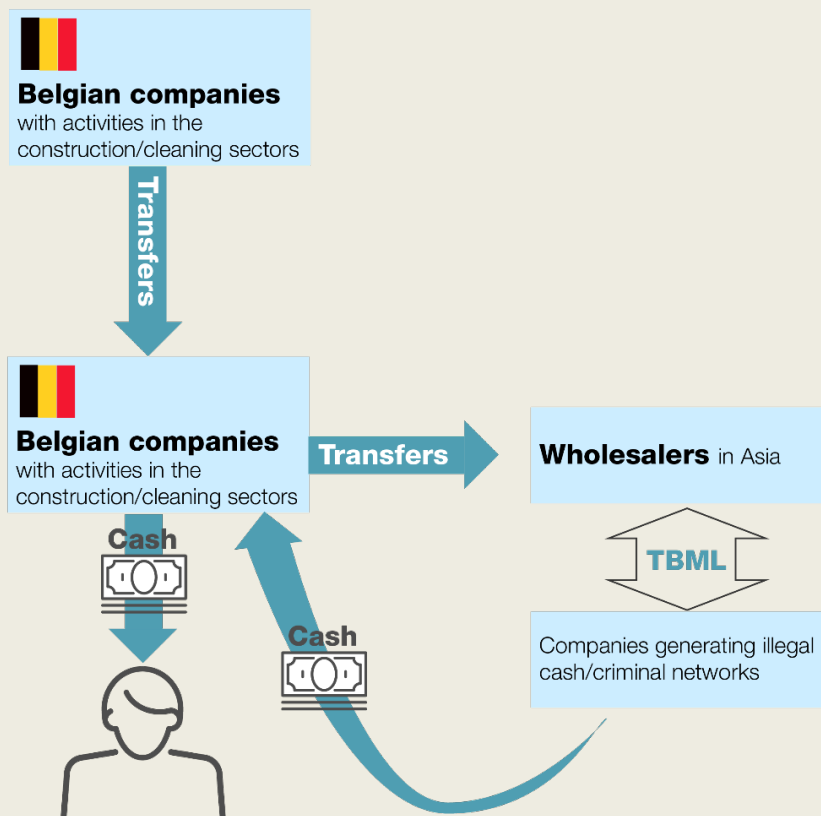 Belgian companies
with activities in the
construction/cleaning sectors
Transfers
Belgian companies
with activities in the
construction/cleaning sectors
Transfers
Wholesalers in Asia
Cash
TBML
Cash
Companies generating illegal
cash/criminal networks